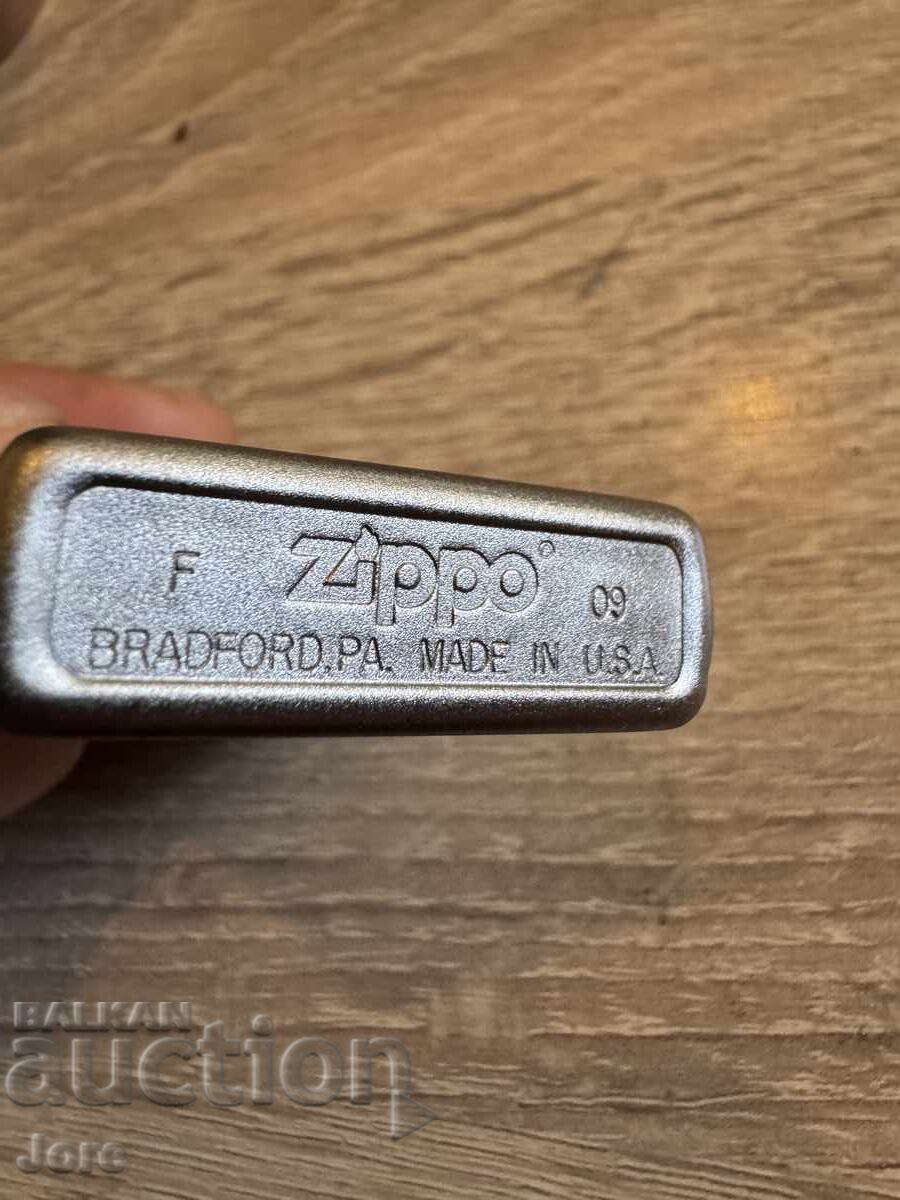 F Zippo® 09
BRADFORD, PA. MADE IN U.S.A
BALKAN
auction
Jore